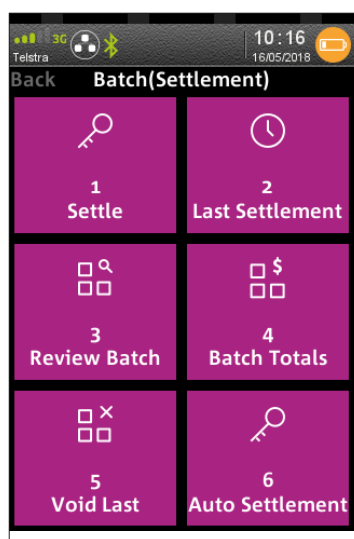 3G
10:16
Telstra
16/05/2018
Back
Batch(Settlement)
1
Settle
2
Last Settlement
3
Review Batch
$
4
Batch Totals
5
Void Last
6
Auto Settlement